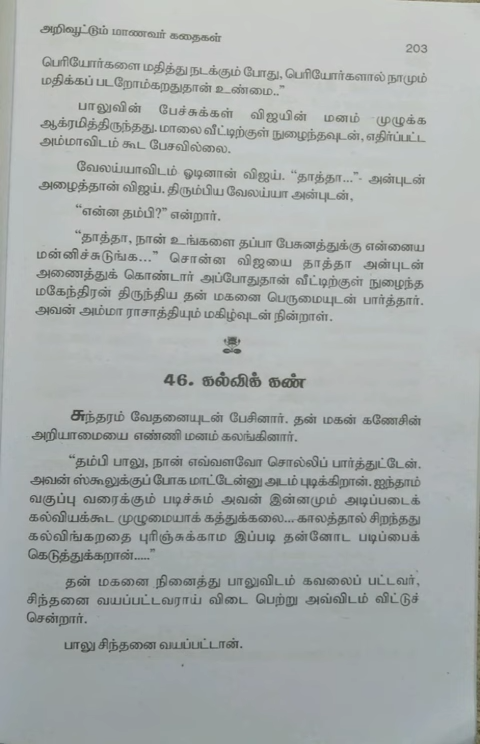 அறிவூட்டும் மாணவர் கதைகள்
203
பெரியோர்களை மதித்து நடக்கும் போது, பெரியோர்களால் நாமும்
மதிக்கப் படறோம்கறதுதான் உண்மை.."
பாலுவின் பேச்சுக்கள் விஜயின் மனம் முழுக்க
ஆக்ரமித்திருந்தது. மாலை வீட்டிற்குள் நுழைந்தவுடன், எதிர்ப்பட்ட
அம்மாவிடம் கூட பேசவில்லை.
வேலய்யாவிடம் ஓடினான் விஜய். "தாத்தா..."- அன்புடன்
அழைத்தான் விஜய். திரும்பிய வேலய்யா அன்புடன்,
"என்ன தம்பி?" என்றார்.
"தாத்தா, நான் உங்களை தப்பா பேசுனத்துக்கு என்னைய
மன்னிச்சுடுங்க..." சொன்ன விஜயை தாத்தா அன்புடன்
அணைத்துக் கொண்டார் அப்போதுதான் வீட்டிற்குள் நுழைந்த
மகேந்திரன் திருந்திய தன் மகனை பெருமையுடன் பார்த்தார்.
அவன் அம்மா ராசாத்தியும் மகிழ்வுடன் நின்றாள்.
46. கல்விக் கண்
சுந்தரம் வேதனையுடன் பேசினார். தன் மகன் கணேசின்
அறியாமையை எண்ணி மனம் கலங்கினார்.
"தம்பி பாலு, நான் எவ்வளவோ சொல்லிப் பார்த்துட்டேன்.
அவன் ஸ்கூலுக்குப் போக மாட்டேன்னு அடம் புடிக்கிறான். ஐந்தாம்
வகுப்பு வரைக்கும் படிச்சும் அவன் இன்னமும் அடிப்படைக்
கல்வியக்கூட முழுமையாக் கத்துக்கலை... காலத்தால் சிறந்தது
கல்விங்கறதை புரிஞ்சுக்காம இப்படி தன்னோட படிப்பைக்
கெடுத்துக்கறான்....."
தன் மகனை நினைத்து பாலுவிடம் கவலைப் பட்டவர்,
சிந்தனை வயப்பட்டவராய் விடை பெற்று அவ்விடம் விட்டுச்
சென்றார்.
பாலு சிந்தனை வயப்பட்டான்.